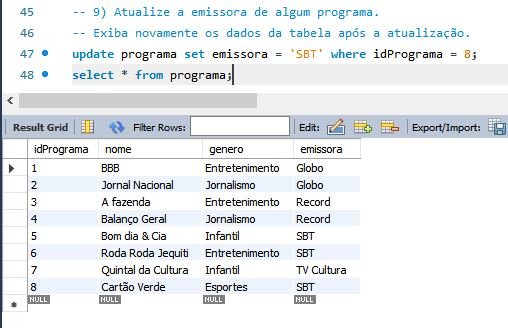 45 -- 9) Atualize a emissora de algum programa.
46 -- Exiba novamente os dados da tabela após a atualização.
47 update programa set emissora = 'SBT' where idPrograma = 8;
48 select * from programa;
Result Grid Filter Rows: Edit: Export/Import:
idPrograma nome genero emissora
1 BBB Entretenimento Globo
2 Jornal Nacional Jornalismo Globo
3 A fazenda Entretenimento Record
4 Balanço Geral Jornalismo Record
5 Bom dia & Cia Infantil SBT
6 Roda Roda Jequiti Entretenimento SBT
7 Quintal da Cultura Infantil TV Cultura
8 Cartão Verde Esportes SBT
NULL NULL NULL NULL